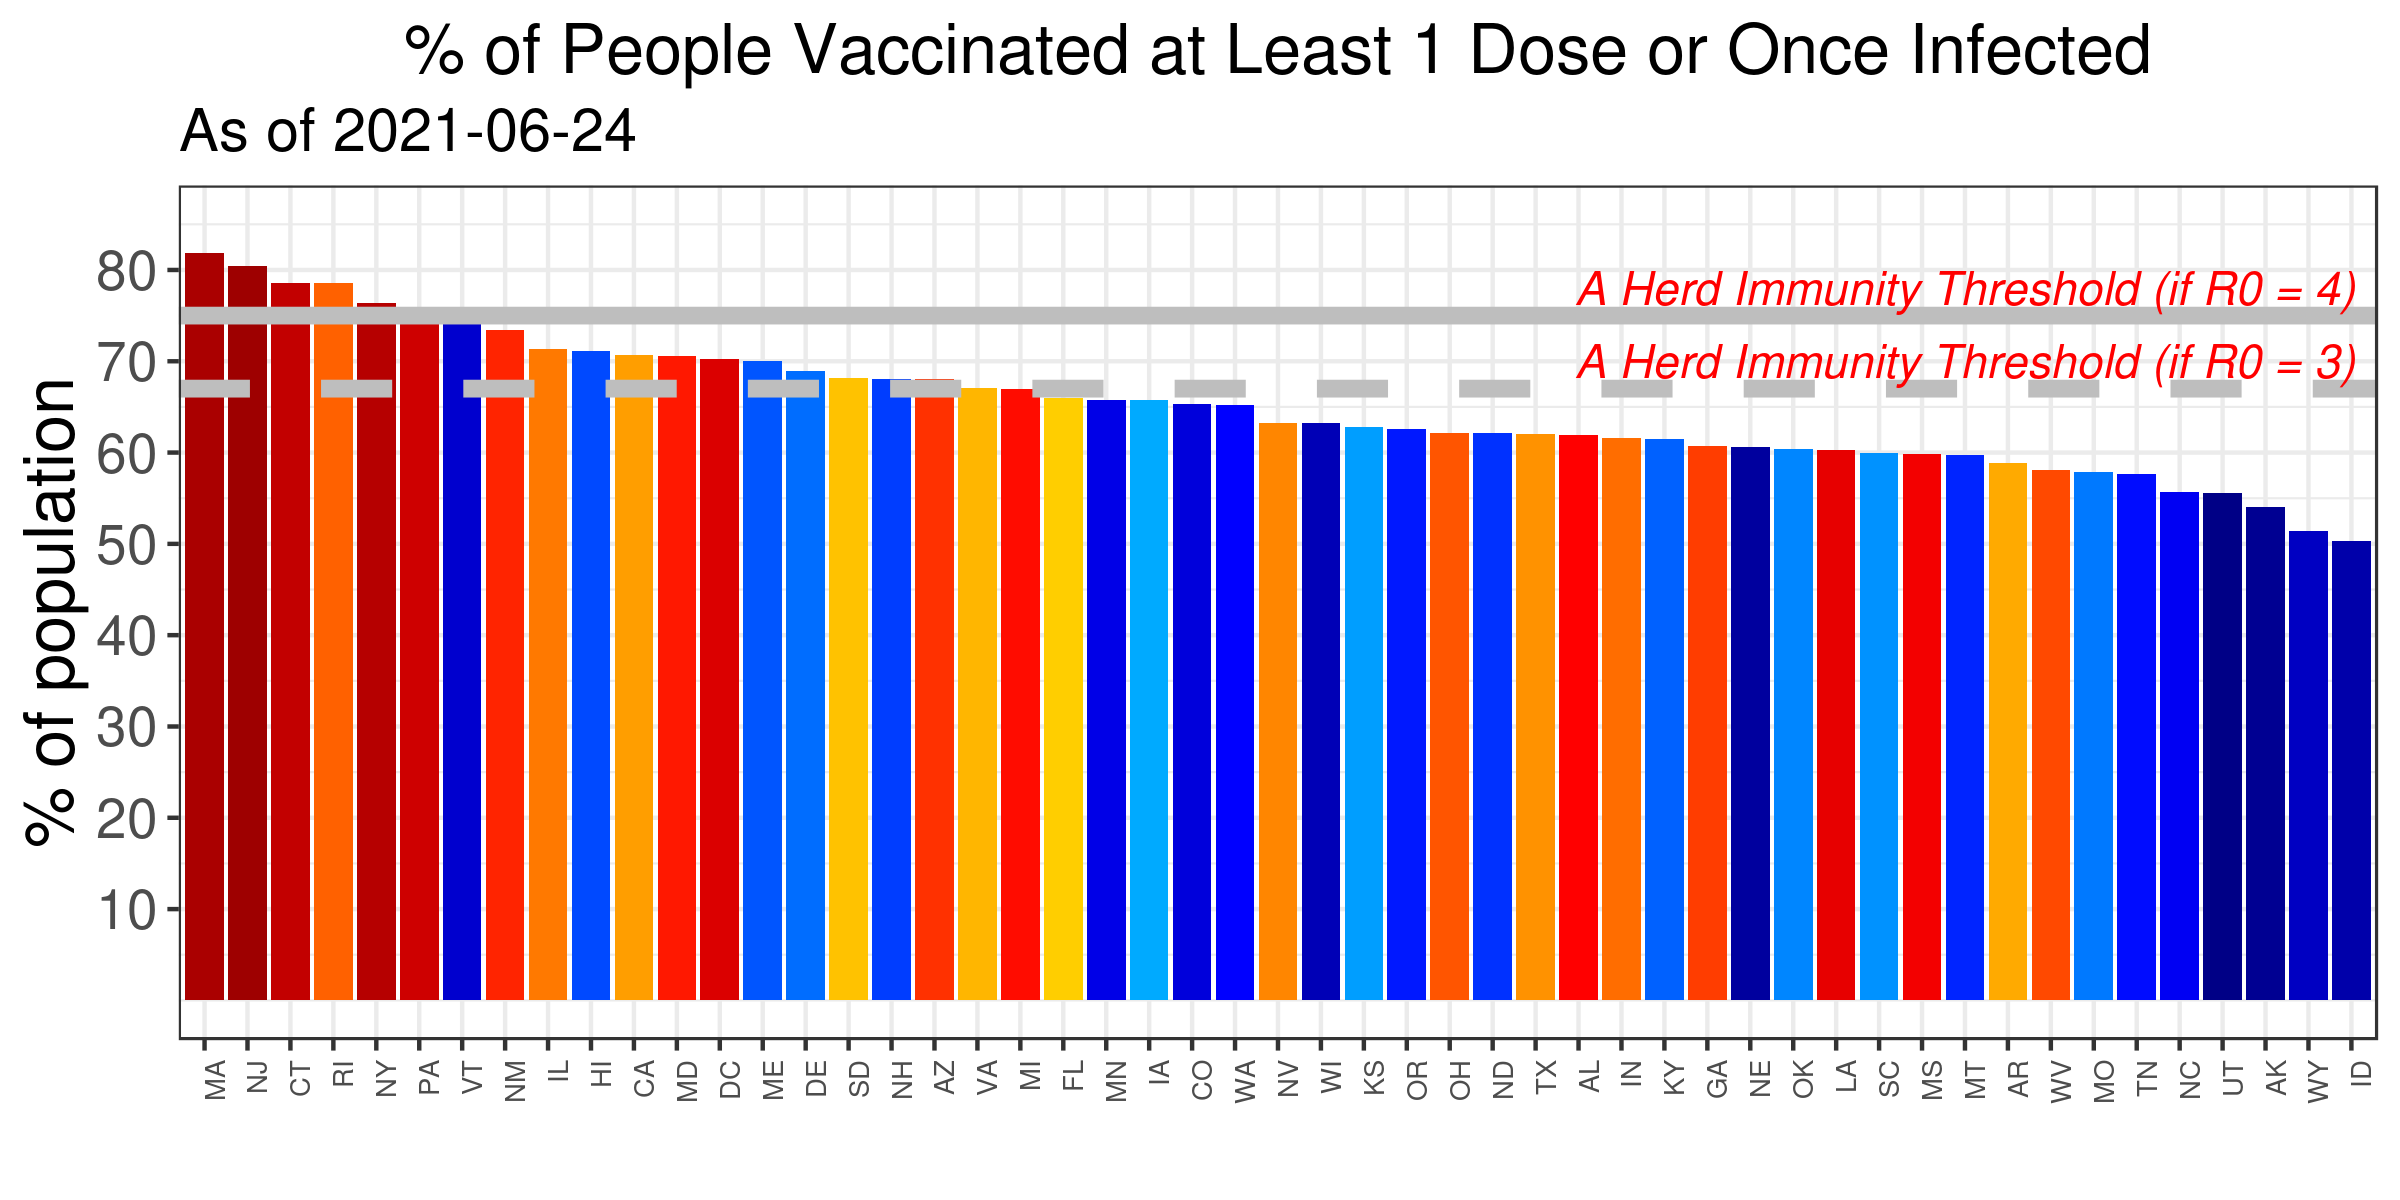 % of People Vaccinated at Least 1 Dose or Once Infected
As of 2021-06-24
% of population
80
70
60
50
40
30
20
10
A Herd Immunity Threshold (if R0 = 4)
A Herd Immunity Threshold (if R0 = 3)
MA NJ CT RI NY PA VT NM IL HI CA MD DC ME DE SD NH AZ VA MI FL MN IA CO WA NV WI KS OR OH ND TX AL IN KY GA NE OK LA SC MS MT AR WV MO TN NC UT AK WY ID